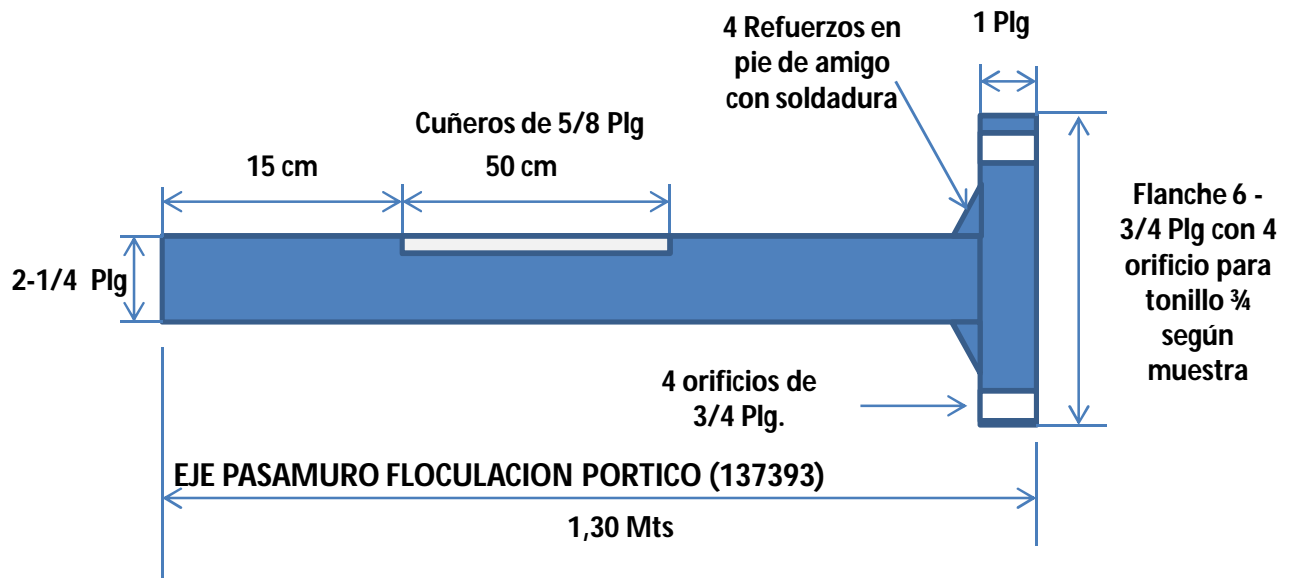 4 Refuerzos en
pie de amigo
con soldadura
1 Plg
Cuñeros de 5/8 Plg
15 cm
50 cm
2-1/4 Plg
Flanche 6 -
3/4 Plg con 4
orificio para
tonillo ¾
según
muestra
4 orificios de
3/4 Plg.
EJE PASAMURO FLOCULACION PORTICO (137393)
1,30 Mts